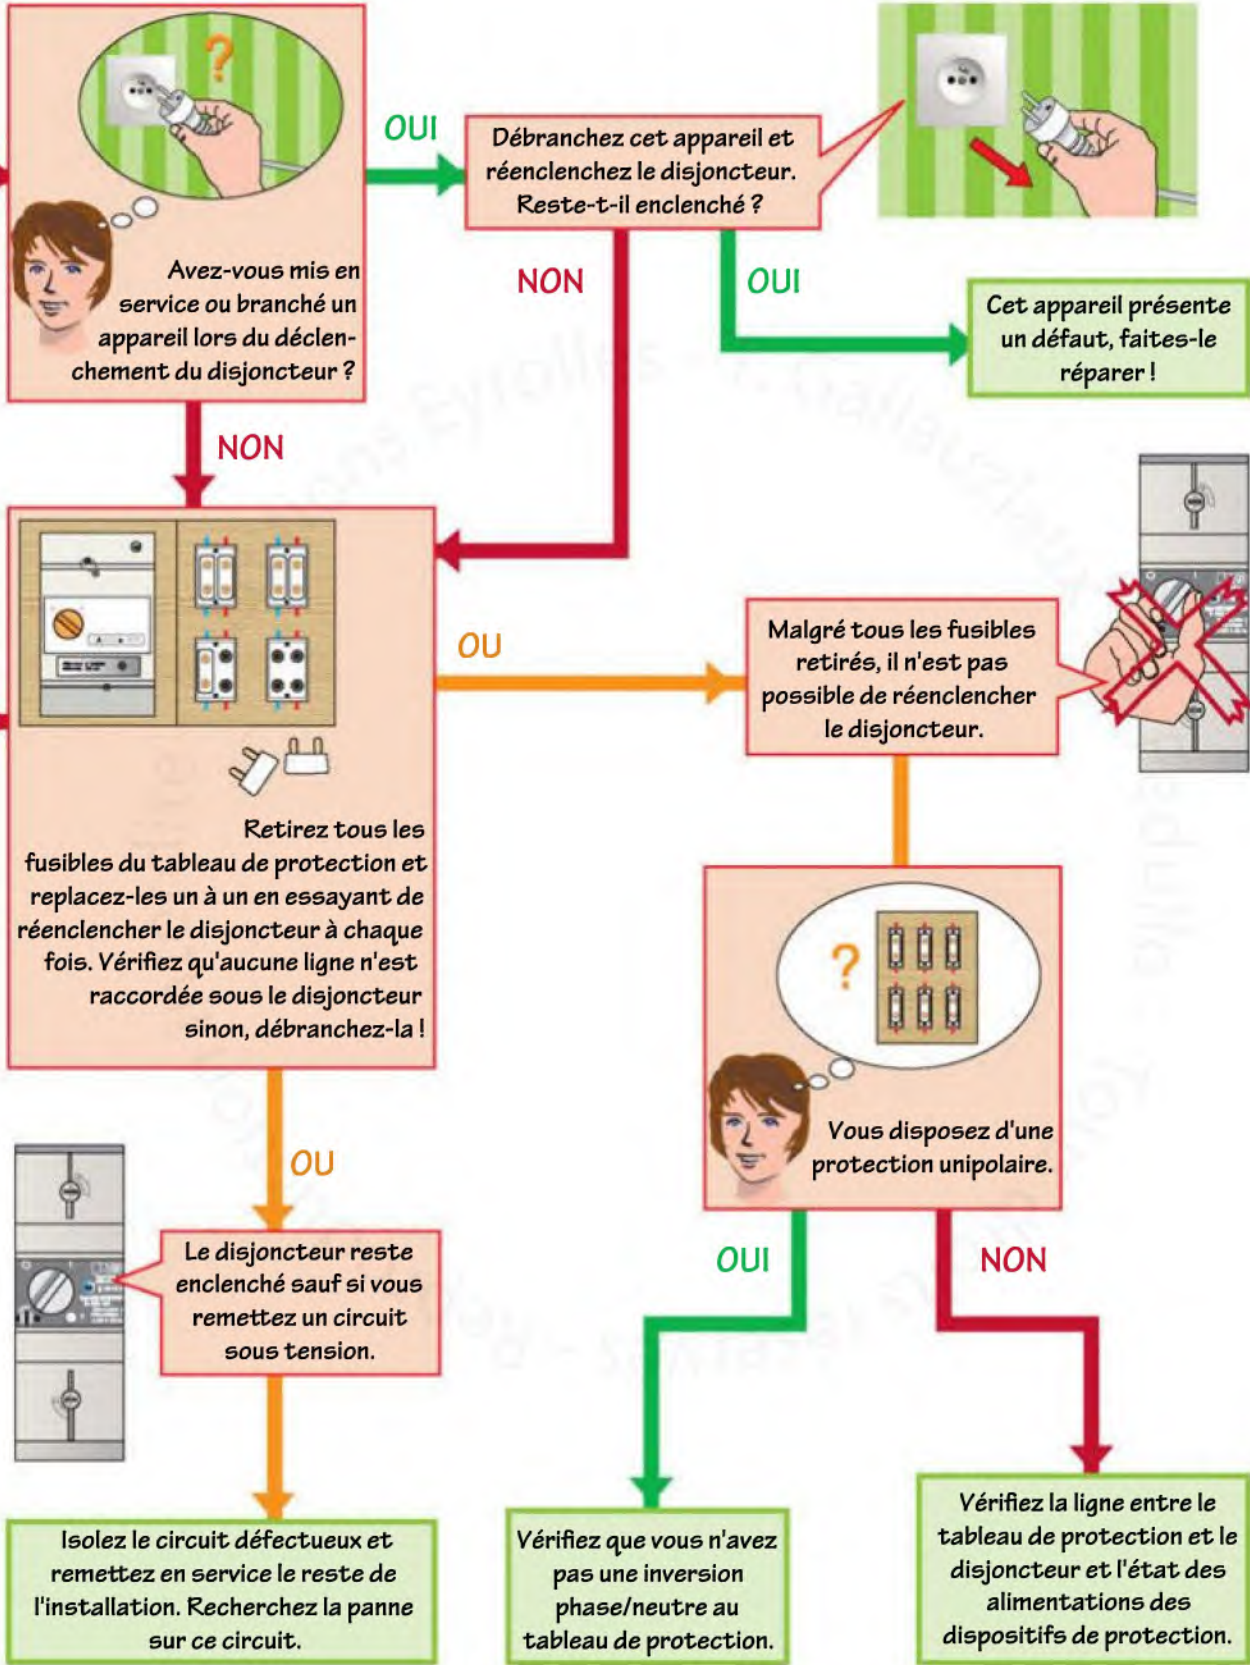 ?
OUI
Débranchez cet appareil et
réenclenchez le disjoncteur.
Reste-t-il enclenché ?
Avez-vous mis en
service ou branché un
appareil lors du déclen-
chement du disjoncteur ?
NON
OUI
Cet appareil présente
un défaut, faites-le
réparer !
NON
OU
Malgré tous les fusibles
retirés, il n'est pas
possible de réenclencher
le disjoncteur.
Retirez tous les
fusibles du tableau de protection et
replacez-les un à un en essayant de
réenclencher le disjoncteur à chaque
fois. Vérifiez qu'aucune ligne n'est
raccordée sous le disjoncteur
sinon, débranchez-la !
?
Vous disposez d'une
protection unipolaire.
OU
Le disjoncteur reste
enclenché sauf si vous
remettez un circuit
sous tension.
OUI
NON
Isolez le circuit défectueux et
remettez en service le reste de
l'installation. Recherchez la panne
sur ce circuit.
Vérifiez que vous n'avez
pas une inversion
phase/neutre au
tableau de protection.
Vérifiez la ligne entre le
tableau de protection et le
disjoncteur et l'état des
alimentations des
dispositifs de protection.